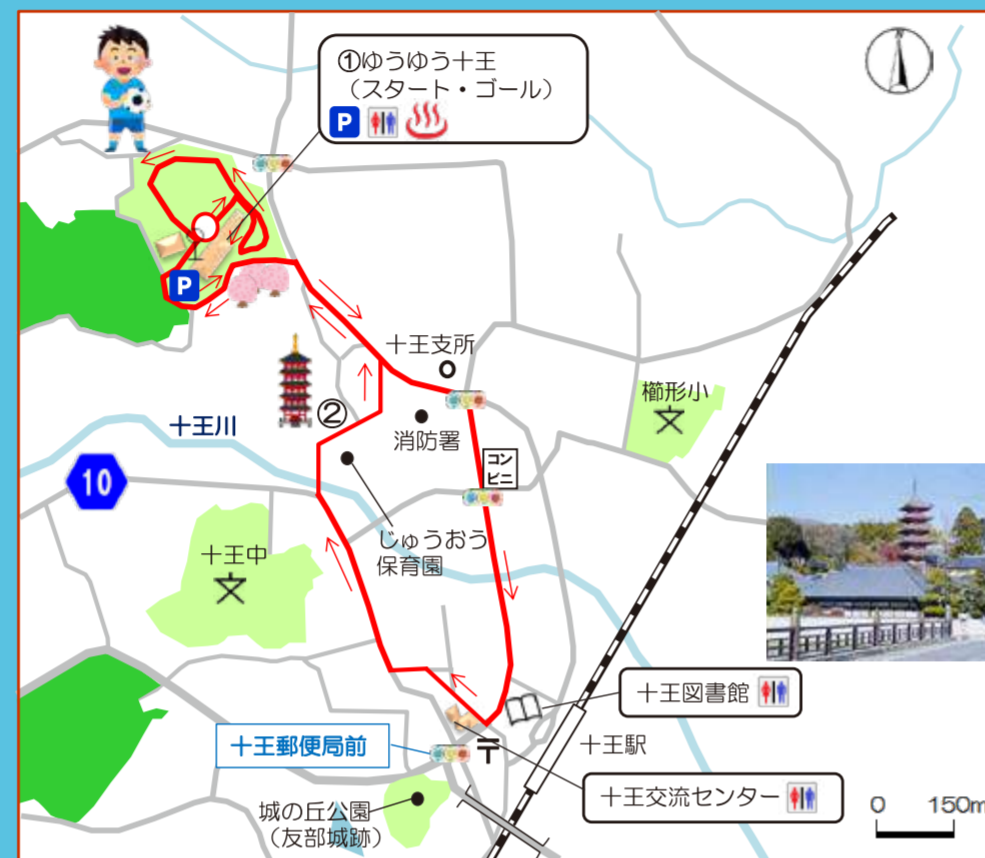 ①ゆうゆう十王
（スタート・ゴール）
P
P
十王支所
櫛形小
文
②
消防署
十王川
10
コン
ビニ
十王中
文
じゅうおう
保育園
十王図書館
十王郵便局前
〒
十王駅
城の丘公園
（友部城跡）
十王交流センター
0 150m